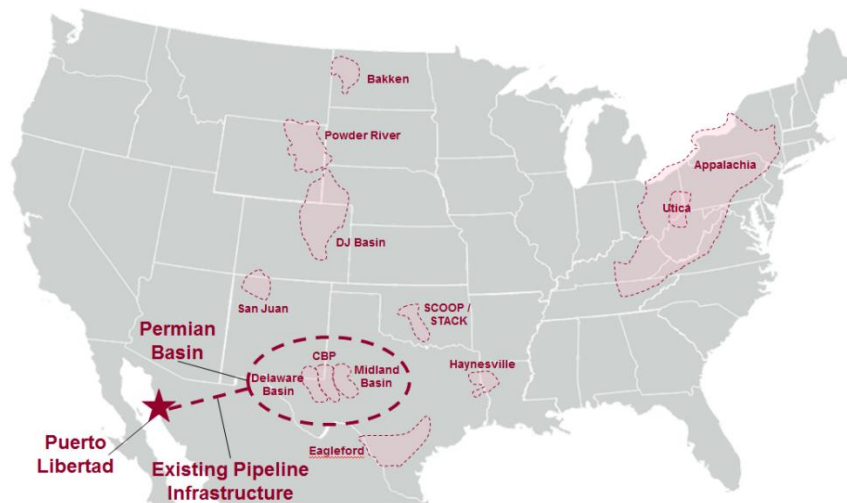 Bakken
Powder River
Appalachia
Utica
DJ Basin
San Juan
SCOOP /
STACK
Permian
Basin
CBP
Delaware
Basin
Midland
Basin
Haynesville
Puerto
Libertad
Eagleford
Existing Pipeline
Infrastructure